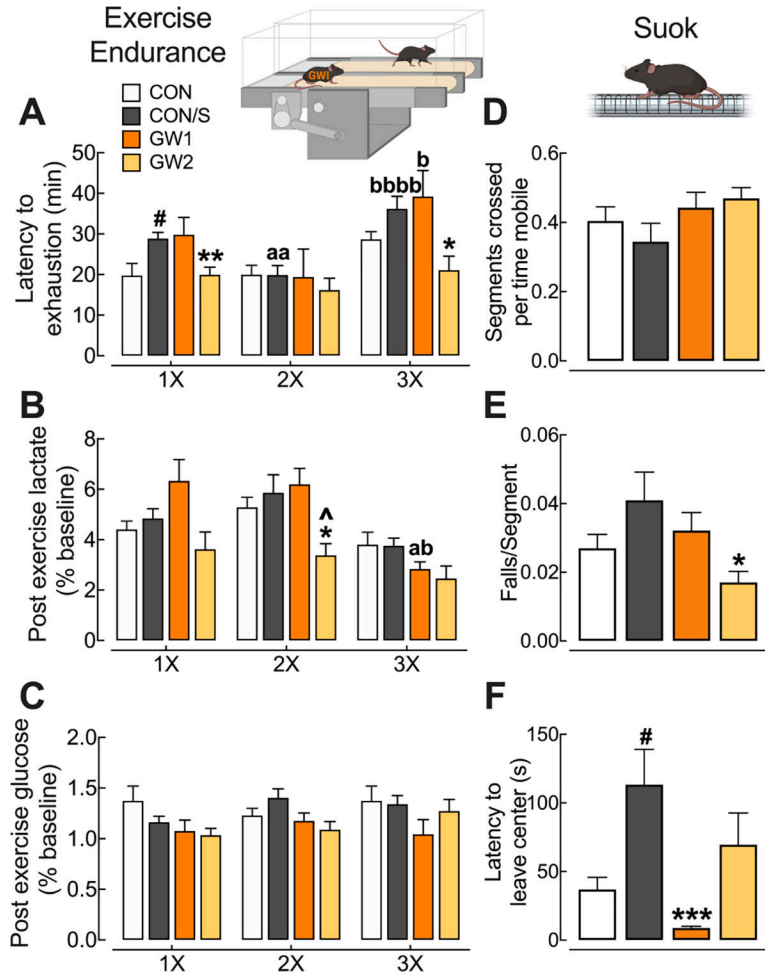 Exercise
Endurance
GWI
Suok
CON
CON/S
GW1
GW2
A
Latency to
exhaustion (min)
50
40
30
20
10
0
#
**
aa
bbbb
b
*
1X
2X
3X
B
Post exercise lactate
(% baseline)
8
6
4
2
0
^
*
ab
1X
2X
3X
C
Post exercise glucose
(% baseline)
2.0
1.5
1.0
0.5
0.0
1X
2X
3X
D
Segments crossed
per time mobile
0.6
0.4
0.2
0.0
E
Falls/Segment
0.06
0.04
0.02
0.00
*
F
Latency to
leave center (s)
150
100
50
0
#
***